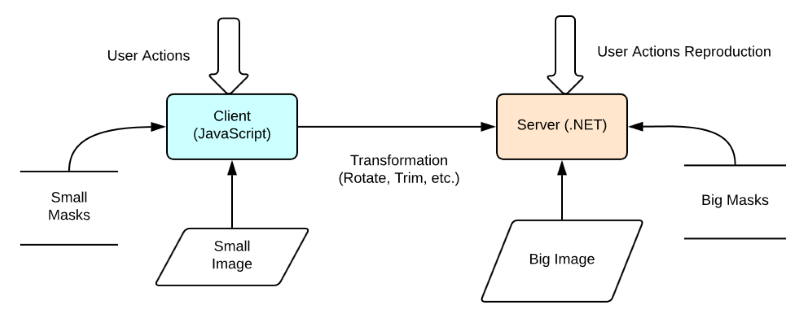 User Actions
User Actions Reproduction
Client
(JavaScript)
Server (.NET)
Transformation
(Rotate, Trim, etc.)
Small
Masks
Big Masks
Small
Image
Big Image